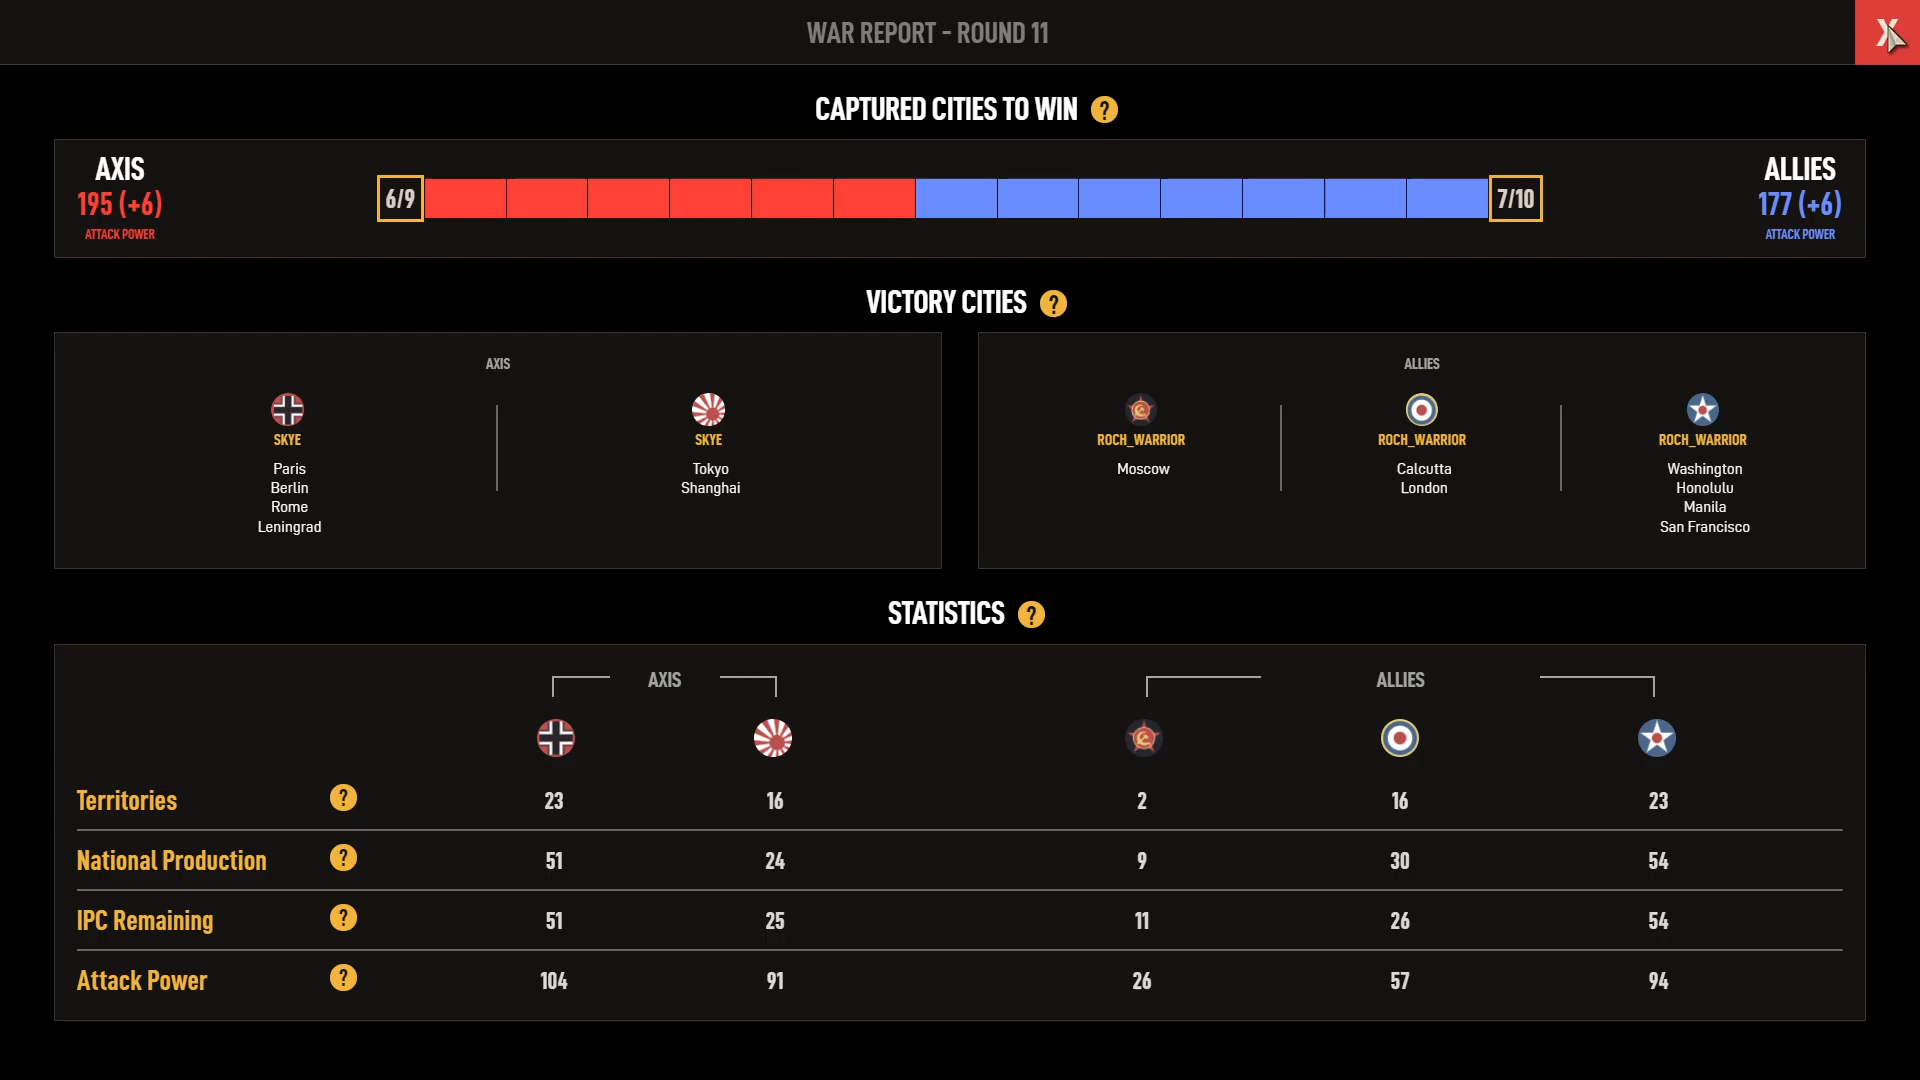 WAR REPORT - ROUND 11
X
CAPTURED CITIES TO WIN ?
AXIS
195 (+6)
ATTACK POWER
6/9
7/10
ALLIES
177 (+6)
ATTACK POWER
VICTORY CITIES ?
AXIS
SKYE
Paris
Berlin
Rome
Leningrad
SKYE
Tokyo
Shanghai
ALLIES
ROCH_WARRIOR
Moscow
ROCH_WARRIOR
Calcutta
London
ROCH_WARRIOR
Washington
Honolulu
Manila
San Francisco
STATISTICS ?
AXIS ALLIES
Territories ? 23 16 2 16 23
National Production ? 51 24 9 30 54
IPC Remaining ? 51 25 11 26 54
Attack Power ? 104 91 26 57 94